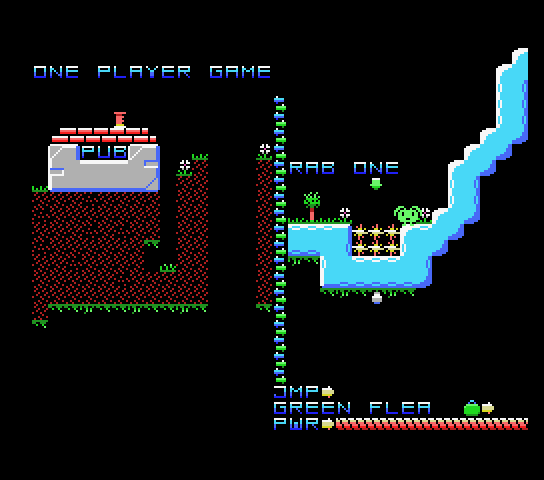 ONE PLAYER GAME
PUB
RAB ONE
JMP
GREEN FLEA
PWR